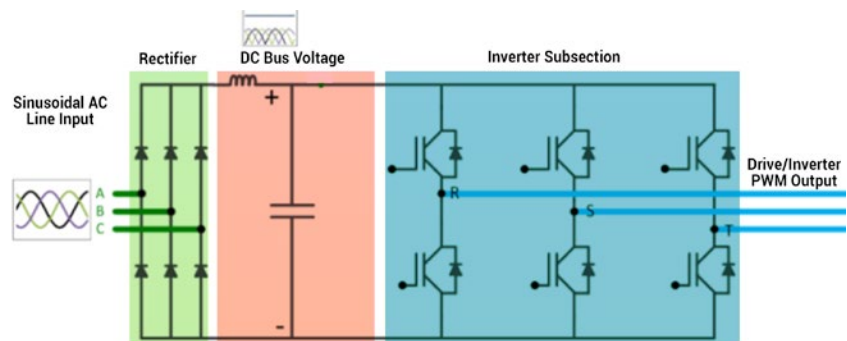 Rectifier
DC Bus Voltage
Inverter Subsection
Sinusoidal AC
Line Input
+
A
B
C
R
S
T
Drive/Inverter
PWM Output
-